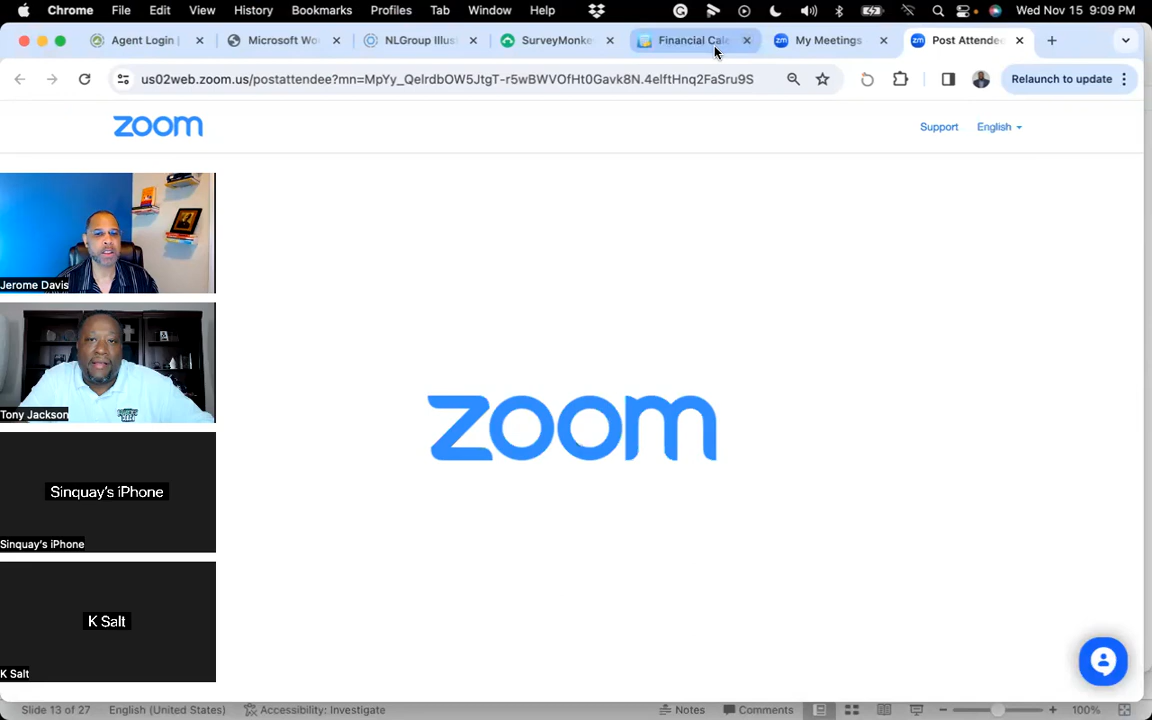 Chrome File Edit View History Bookmarks Profiles Tab Window Help Wed Nov 15 9:09 PM
Agent Login | Microsoft Wo NLGroup Illus SurveyMonke Financial Calc My Meetings Post Attende
us02web.zoom.us/postattendee?mn=MpYy_QelrdbOW5JtgT-r5wBWVOfHt0Gavk8N.4elftHnq2FaSru9S Relaunch to update
zoom Support English
Jerome Davis
Tony Jackson
zoom
Sinquay's iPhone
Sinquay's iPhone
K Salt
K Salt
Slide 13 of 27 English (United States) Accessibility: Investigate Notes Comments 100%